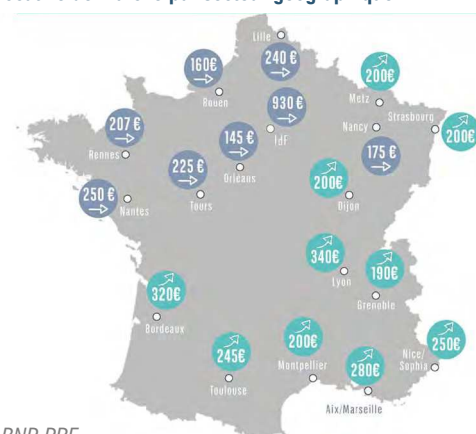 Lille
240 €
160€
Rouen
200€
Metz
930 €
IdF
Strasbourg
200€
Nancy
175 €
207 €
Rennes
145 €
Orléans
225 €
Tours
250 €
Nantes
200€
Dijon
340€
Lyon
190€
Grenoble
320€
Bordeaux
245€
Toulouse
200€
Montpellier
280€
Aix/Marseille
Nice/
Sophia
250€